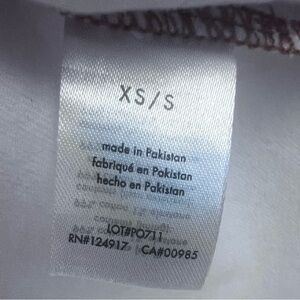 XS/S
made in Pakistan
fabriqué en Pakistan
hecho en Pakistan
LOT#PO711
RN#124917 CA#00985